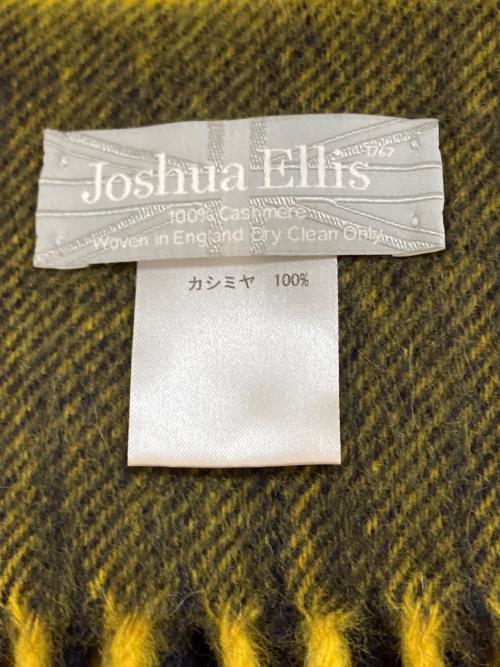 Joshua Ellis
1767
100% Cashmere
Woven in England Dry Clean Only
カシミヤ 100%